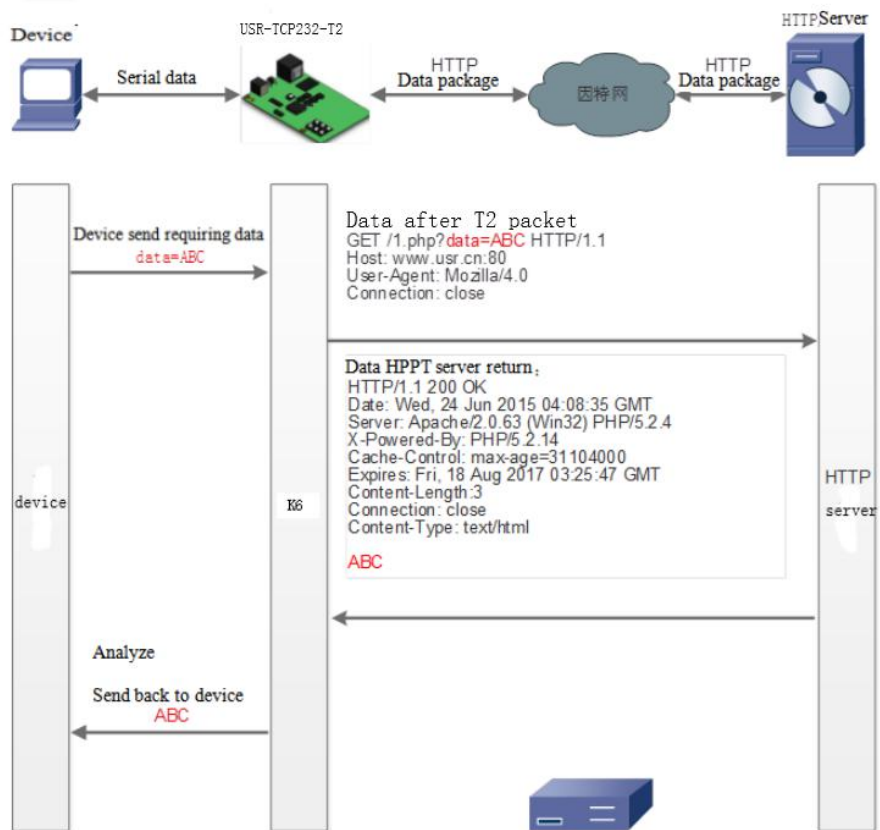 Device
USR-TCP232-T2
HTTPServer
Serial data
HTTP
Data package
因特网
HTTP
Data package
Device send requiring data
data=ABC
Data after T2 packet
GET /1.php?data=ABC HTTP/1.1
Host: www.usr.cn:80
User-Agent: Mozilla/4.0
Connection: close
Data HPPT server return;
HTTP/1.1 200 OK
Date: Wed, 24 Jun 2015 04:08:35 GMT
Server: Apache/2.0.63 (Win32) PHP/5.2.4
X-Powered-By: PHP/5.2.14
Cache-Control: max-age=31104000
Expires: Fri, 18 Aug 2017 03:25:47 GMT
Content-Length:3
Connection: close
Content-Type: text/html
ABC
device
K6
HTTP
server
Analyze
Send back to device
ABC